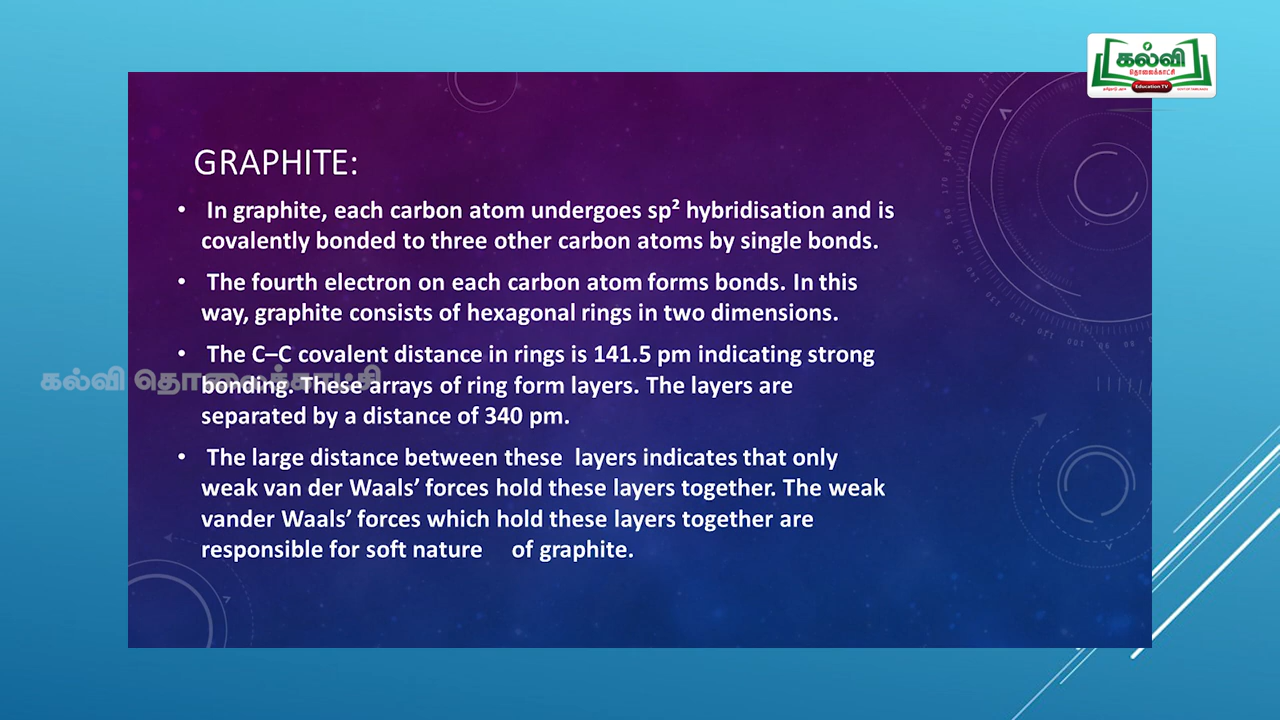 கல்வி
தொலைக்காட்சி
Education TV
GRAPHITE:
• In graphite, each carbon atom undergoes sp² hybridisation and is
covalently bonded to three other carbon atoms by single bonds.
• The fourth electron on each carbon atom forms bonds. In this
way, graphite consists of hexagonal rings in two dimensions.
• The C–C covalent distance in rings is 141.5 pm indicating strong
கல்வி தொலைக்காட்சி
bonding. These arrays of ring form layers. The layers are
separated by a distance of 340 pm.
• The large distance between these layers indicates that only
weak van der Waals’ forces hold these layers together. The weak
vander Waals’ forces which hold these layers together are
responsible for soft nature of graphite.